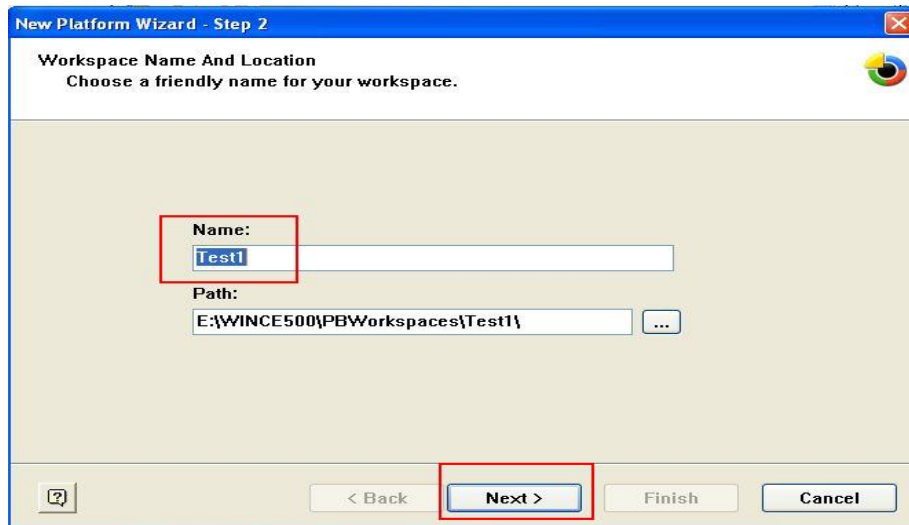 New Platform Wizard - Step 2
Workspace Name And Location
Choose a friendly name for your workspace.
Name:
Test1
Path:
E:\WINCE500\PBWorkspaces\Test1\
...
?
< Back
Next >
Finish
Cancel